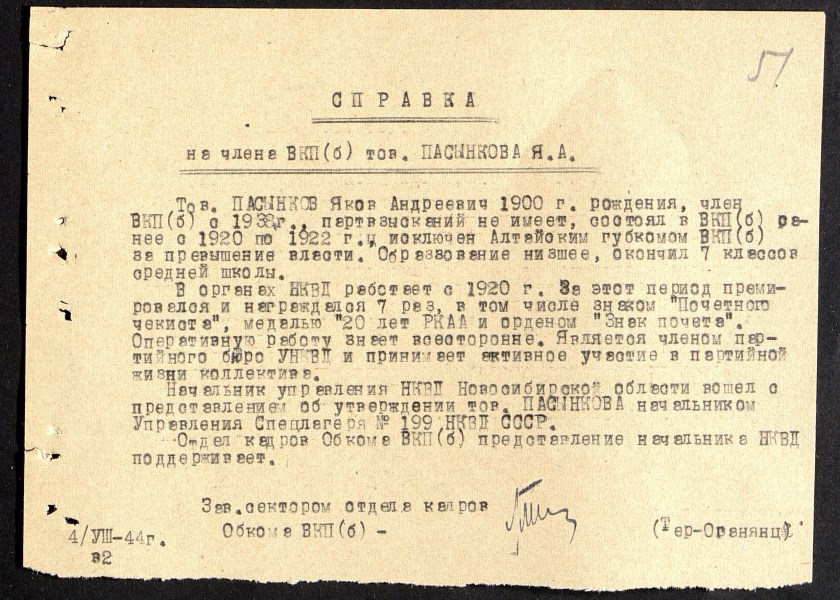 51
СПРАВКА
на члена ВКП(б) тов. ПАСЫНКОВА Я.А.
Тов. ПАСЫНКОВ Яков Андреевич 1900 г. рождения, член
ВКП(б) с 1938г., партвзысканий не имеет, состоял в ВКП(б) ра-
нее с 1920 по 1922 г., исключен Алтайским губкомом ВКП(б)
за превышение власти. Образзование низшее, окончил 7 классов
средней школы.
В органах НКВД работает с 1920 г. За этот период преми-
ровался и награждался 7 раз, в том числе знаком "Почетного
чекиста", медалью "20 лет РКАА и орденом "Знак почета".
Оперативную работу знает всесторонне. Является членом пар-
тийного бюро УНКВД и принимает активное участие в партийной
жизни коллектива.
Начальник управления НКВД Новосибирской области вошел с
представлением об утверждении тов. ПАСЫНКОВА начальником
Управления Спецлагеря № 199 НКВД СССР.
Отдел кадров Обкома ВКП(б) представление начальника НКВД
поддерживает.
Зав.сектором отдела кадров
Обкома ВКП(б) -
(Тер-Оганянц)
4/УШ-44г.
в2